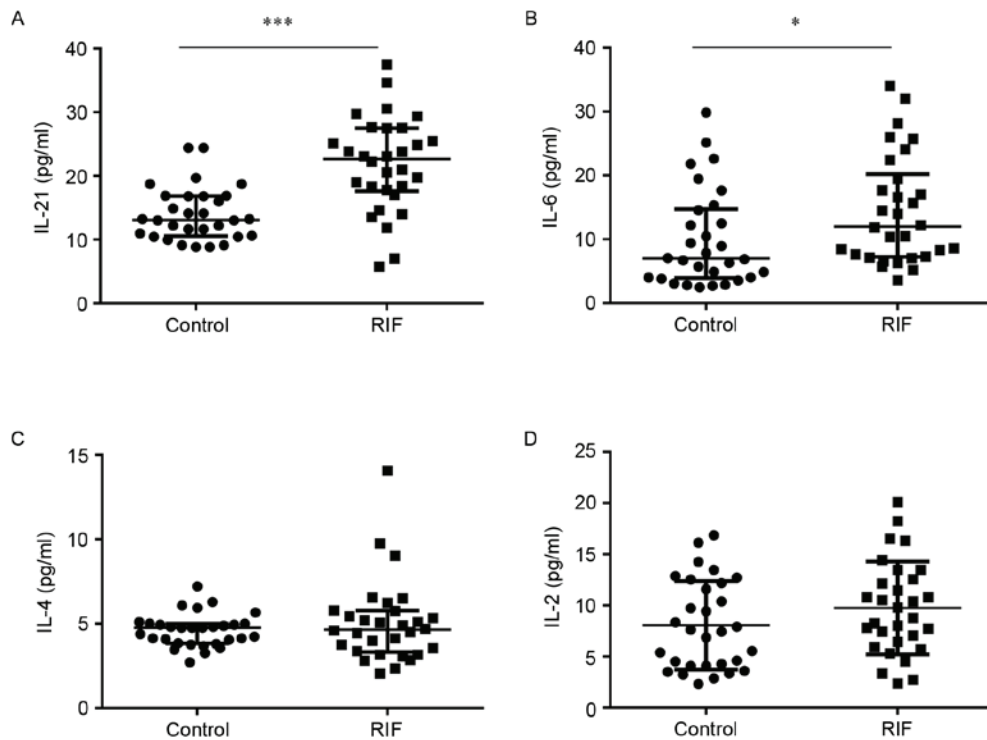 A
***
IL-21 (pg/ml)
40
30
20
10
0
Control RIF
B
*
IL-6 (pg/ml)
40
30
20
10
0
Control RIF
C
IL-4 (pg/ml)
15
10
5
0
Control RIF
D
IL-2 (pg/ml)
25
20
15
10
5
0
Control RIF